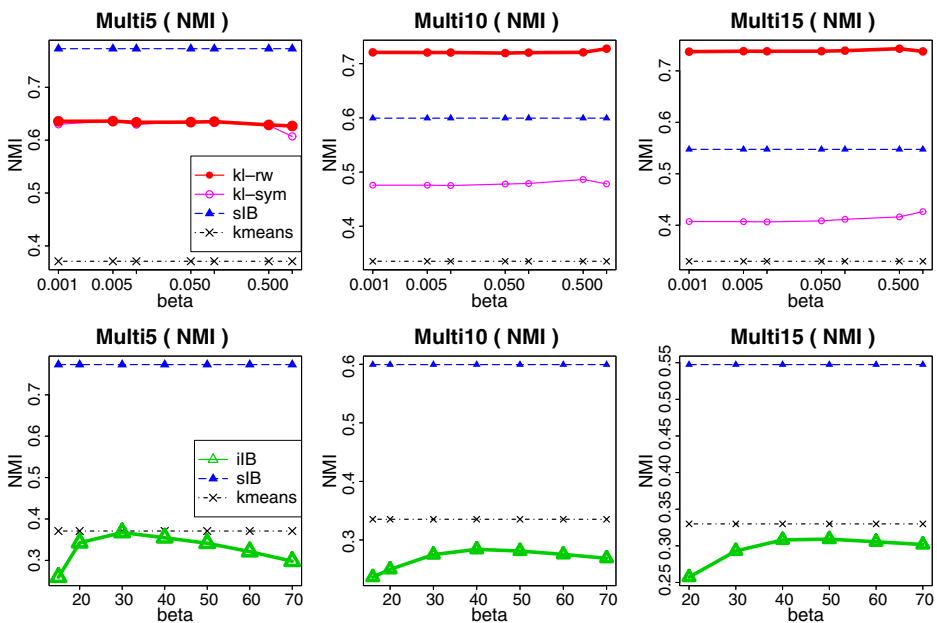 Multi5 ( NMI )
NMI
0.7
0.6
0.5
0.4
kl–rw
kl–sym
sIB
kmeans
0.001 0.005 0.050 0.500
beta
Multi10 ( NMI )
NMI
0.7
0.6
0.5
0.4
0.001 0.005 0.050 0.500
beta
Multi15 ( NMI )
NMI
0.7
0.6
0.5
0.4
0.001 0.005 0.050 0.500
beta
Multi5 ( NMI )
NMI
0.7
0.6
0.5
0.4
0.3
iIB
sIB
kmeans
20 30 40 50 60 70
beta
Multi10 ( NMI )
NMI
0.6
0.5
0.4
0.3
20 30 40 50 60 70
beta
Multi15 ( NMI )
NMI
0.55
0.50
0.45
0.40
0.35
0.30
0.25
20 30 40 50 60 70
beta